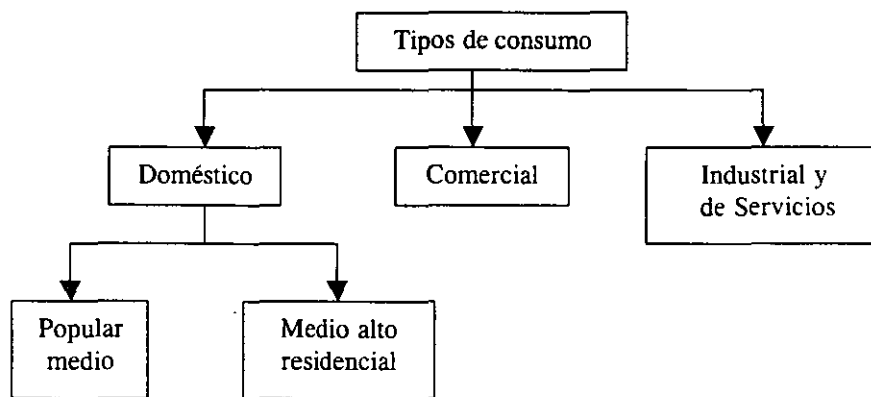 Tipos de consumo
Doméstico
Comercial
Industrial y
de Servicios
Popular
medio
Medio alto
residencial